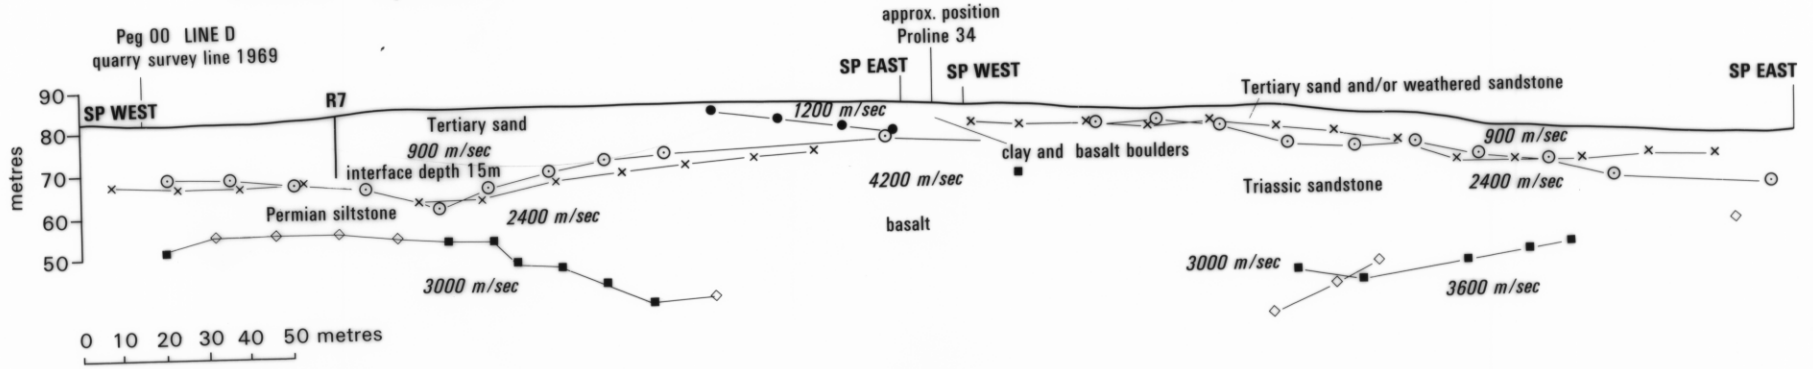 approx. position
Proline 34
Peg 00 LINE D
quarry survey line 1969
SP EAST
SP WEST
SP EAST
Tertiary sand and/or weathered sandstone
90
SP WEST
R7
1200 m/sec
80
Tertiary sand
900 m/sec
900 m/sec
clay and basalt boulders
metres
70
interface depth 15m
4200 m/sec
Triassic sandstone
2400 m/sec
Permian siltstone
2400 m/sec
60
basalt
50
3000 m/sec
3000 m/sec
3600 m/sec
0 10 20 30 40 50 metres